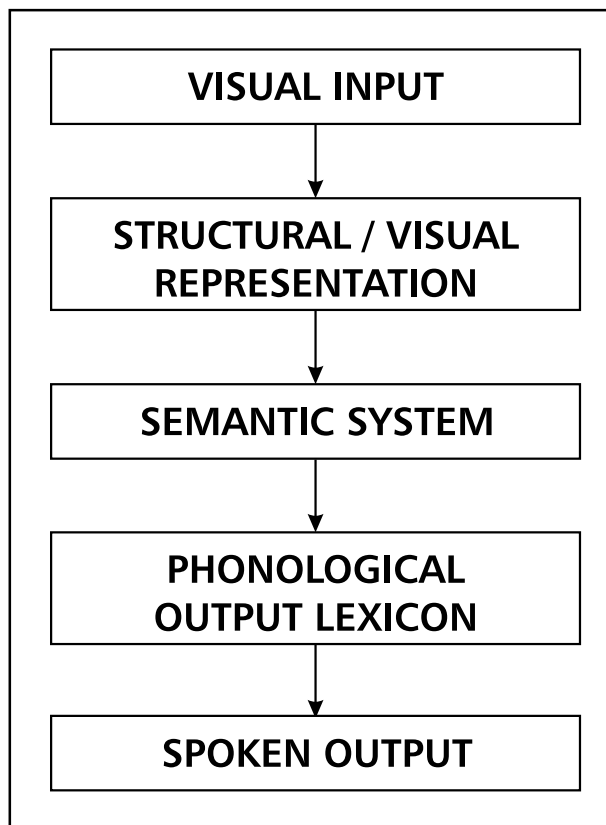 VISUAL INPUT
STRUCTURAL / VISUAL
REPRESENTATION
SEMANTIC SYSTEM
PHONOLOGICAL
OUTPUT LEXICON
SPOKEN OUTPUT